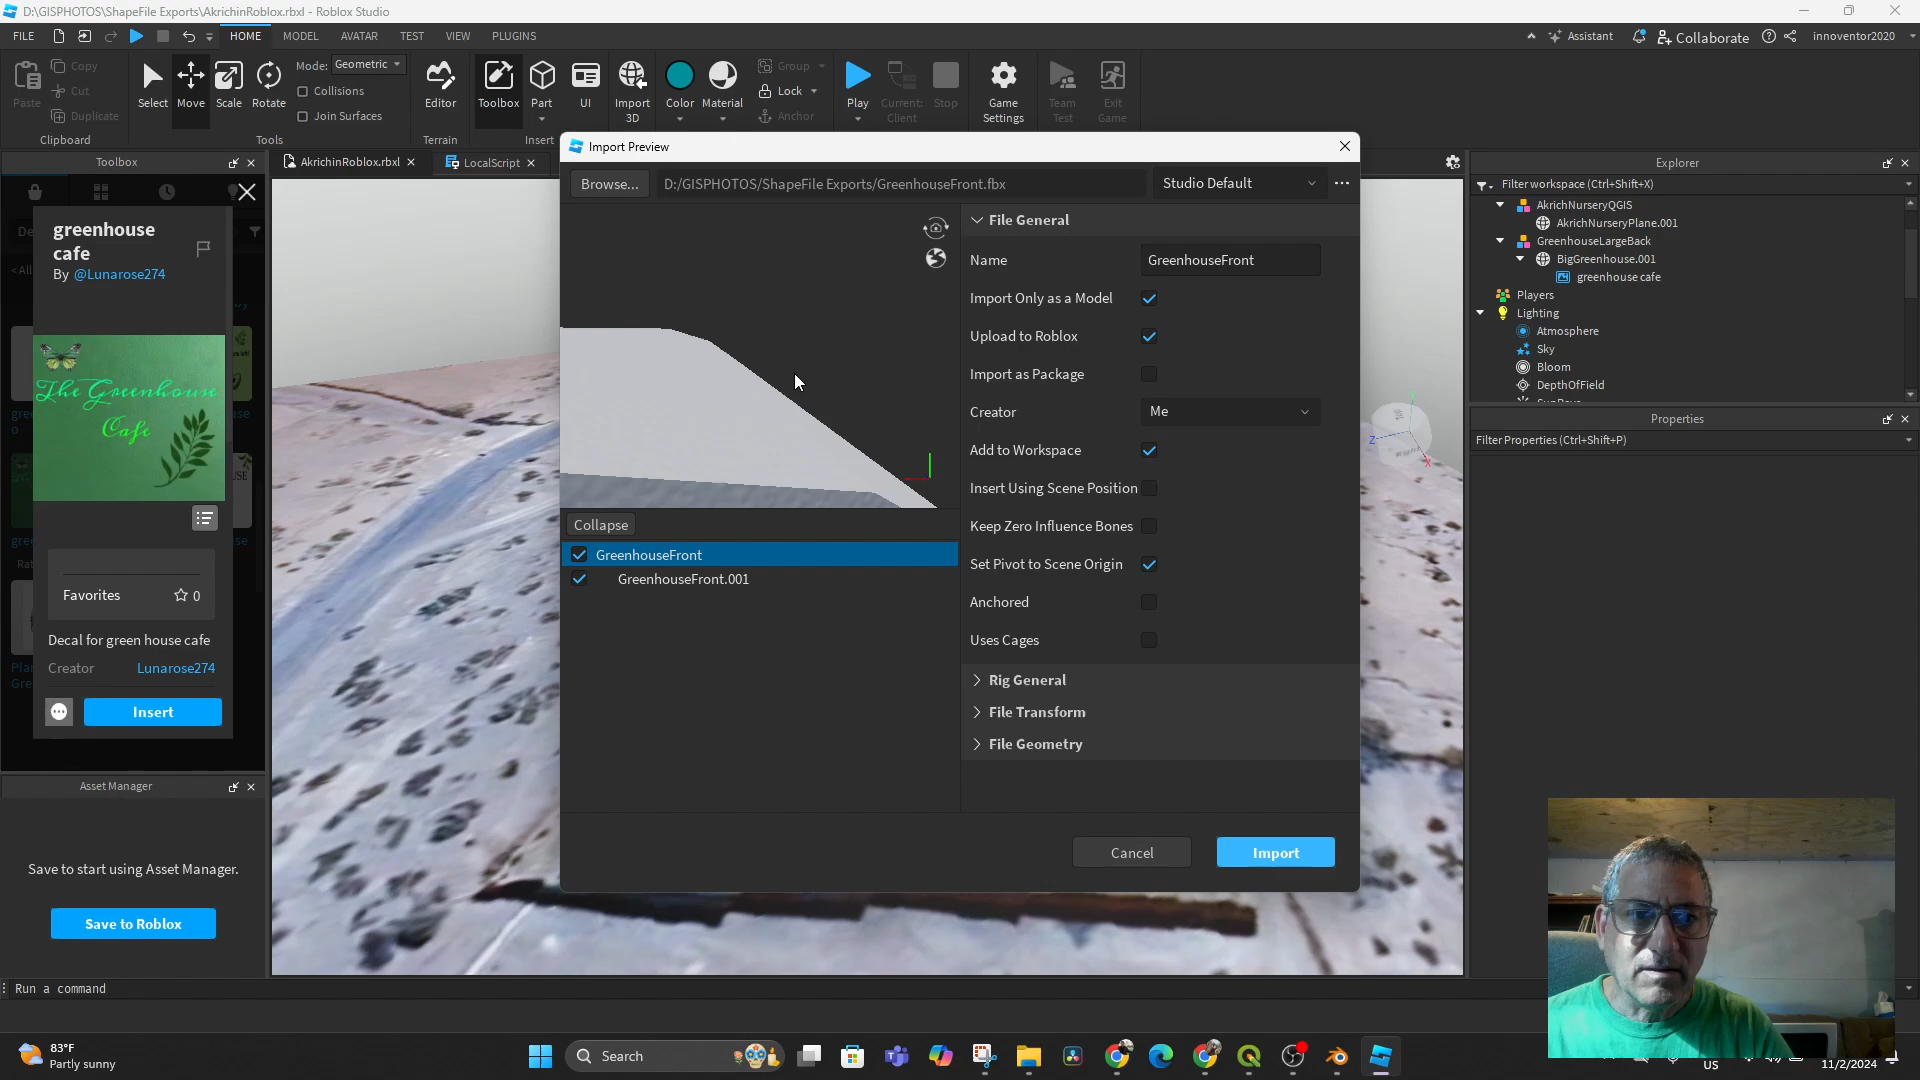 D:\GISPHOTOS\ShapeFile Exports\AkrichinRoblox.rbxl - Roblox Studio
FILE HOME MODEL AVATAR TEST VIEW PLUGINS Assistant Collaborate innoventor2020
Paste Copy Cut Duplicate Clipboard
Select Move Scale Rotate Mode: Geometric Collisions Join Surfaces Tools
Editor Terrain
Toolbox Part UI Import 3D Insert
Color Material Group Lock Anchor
Play Current: Client Stop
Game Settings
Team Test Exit Game
Toolbox
AkrichinRoblox.rbxl LocalScript
greenhouse cafe
By @Lunarose274
The Greenhouse
Cafe
Favorites 0
Decal for green house cafe
Creator Lunarose274
Insert
Asset Manager
Save to start using Asset Manager.
Save to Roblox
Run a command
Import Preview
Browse... D:/GISPHOTOS/ShapeFile Exports/GreenhouseFront.fbx Studio Default
Collapse
GreenhouseFront
GreenhouseFront.001
File General
Name GreenhouseFront
Import Only as a Model
Upload to Roblox
Import as Package
Creator Me
Add to Workspace
Insert Using Scene Position
Keep Zero Influence Bones
Set Pivot to Scene Origin
Anchored
Uses Cages
Rig General
File Transform
File Geometry
Cancel Import
Z X
Explorer
Filter workspace (Ctrl+Shift+X)
AkrichNurseryQGIS
AkrichNurseryPlane.001
GreenhouseLargeBack
BigGreenhouse.001
greenhouse cafe
Players
Lighting
Atmosphere
Sky
Bloom
DepthOfField
Properties
Filter Properties (Ctrl+Shift+P)
83°F
Partly sunny
Search
US
11/2/2024